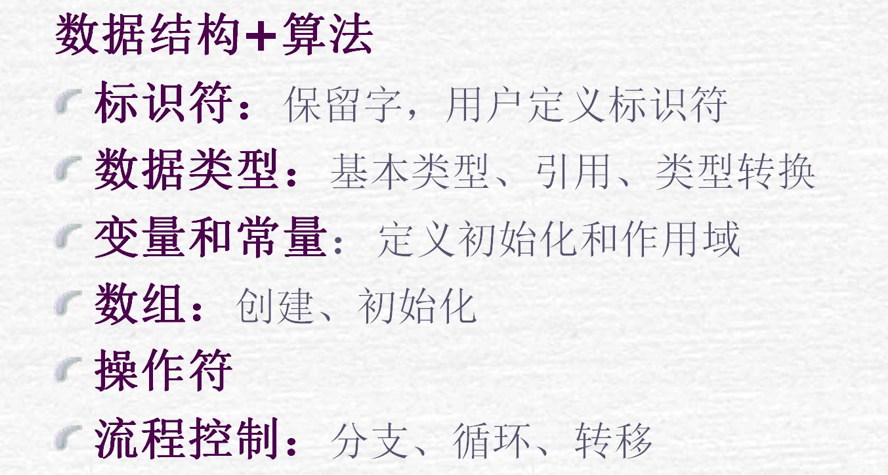 数据结构+算法
标识符：保留字，用户定义标识符
数据类型：基本类型、引用、类型转换
变量和常量：定义初始化和作用域
数组：创建、初始化
操作符
流程控制：分支、循环、转移